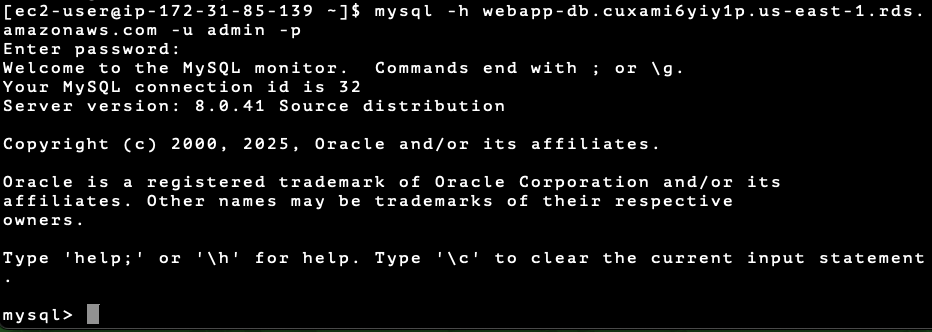 [ec2-user@ip-172-31-85-139 ~]$ mysql -h webapp-db.cuxami6yiy1p.us-east-1.rds.
amazonaws.com -u admin -p
Enter password:
Welcome to the MySQL monitor.  Commands end with ; or \g.
Your MySQL connection id is 32
Server version: 8.0.41 Source distribution
Copyright (c) 2000, 2025, Oracle and/or its affiliates.
Oracle is a registered trademark of Oracle Corporation and/or its
affiliates. Other names may be trademarks of their respective
owners.
Type 'help;' or '\h' for help. Type '\c' to clear the current input statement
.
mysql>